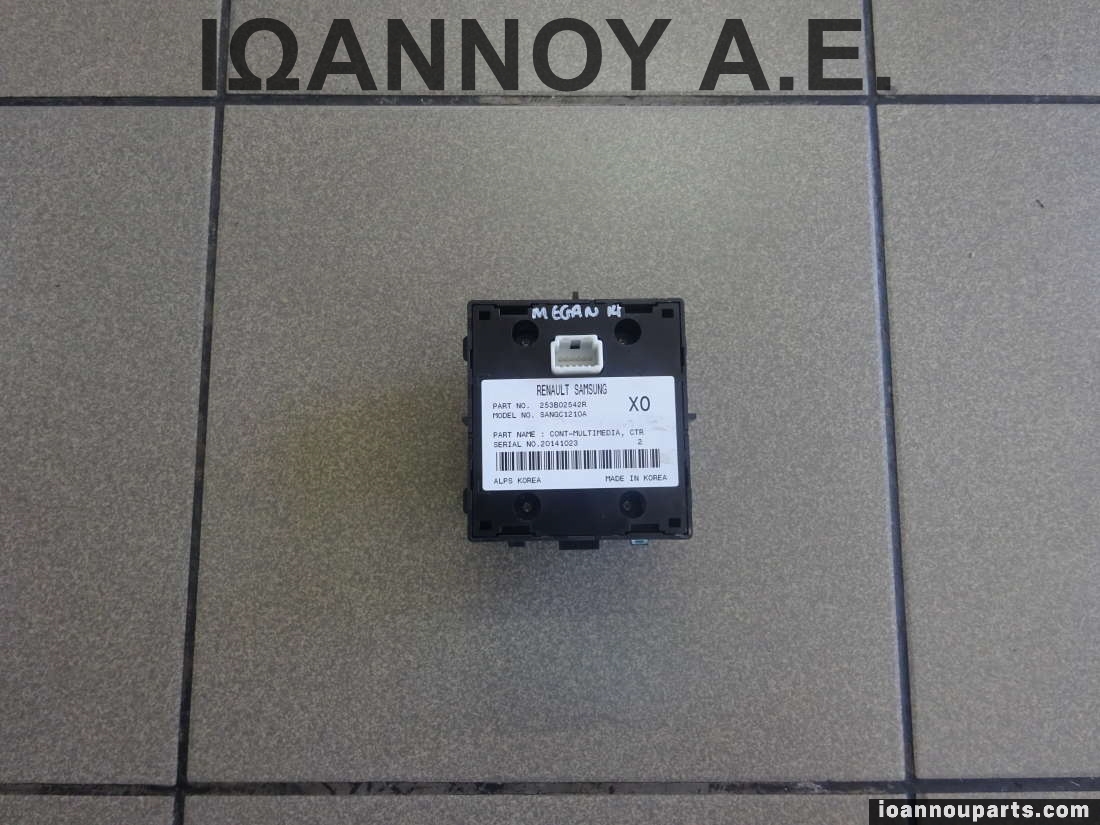 ΙΩΑΝΝΟΥ Α.Ε.
MEGAN 14
RENAULT SAMSUNG
PART NO. 253B02542R
X0
MODEL NO. SANGC1210A
PART NAME : CONT-MULTIMEDIA, CTR
SERIAL NO.20141023 2
ALPS KOREA MADE IN KOREA
ioannouparts.com